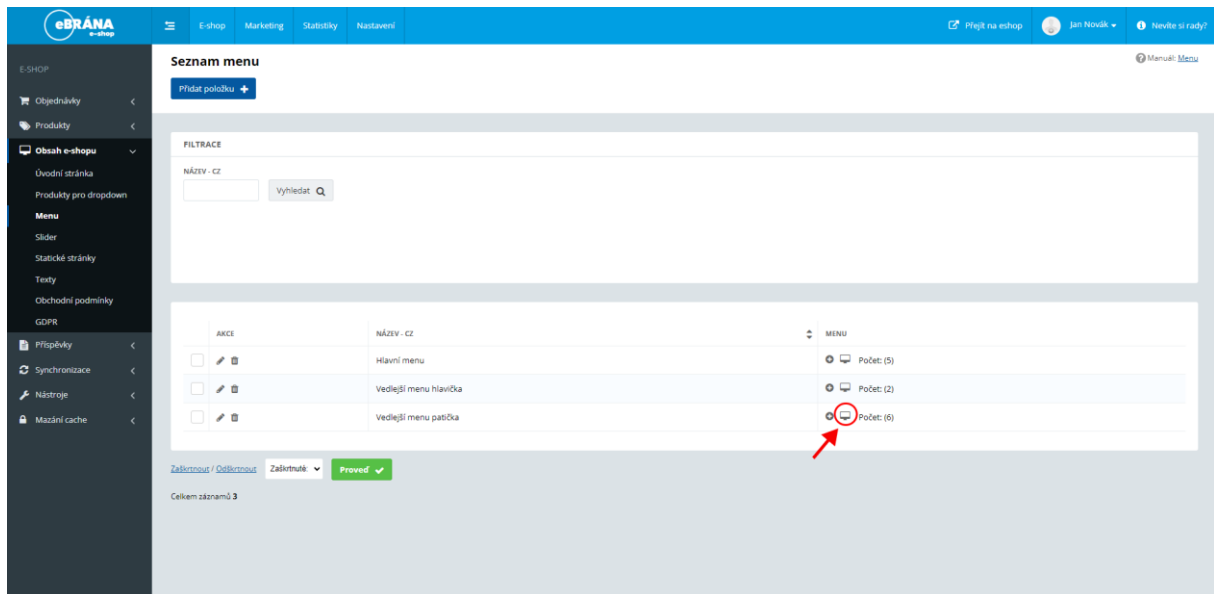 eBRÁNA
e-shop
E-shop Marketing Statistiky Nastavení
Přejít na eshop Jan Novák Nevíte si rady?
E-SHOP
Objednávky
Produkty
Obsah e-shopu
Úvodní stránka
Produkty pro dropdown
Menu
Slider
Statické stránky
Texty
Obchodní podmínky
GDPR
Příspěvky
Synchronizace
Nástroje
Mazání cache
Seznam menu
Manuál: Menu
Přidat položku
FILTRACE
NÁZEV - CZ
Vyhledat
AKCE NÁZEV - CZ MENU
Hlavní menu Počet: (5)
Vedlejší menu hlavička Počet: (2)
Vedlejší menu patička Počet: (6)
Zaškrtnout / Odškrtnout Zaškrtnuté: Proveď
Celkem záznamů 3